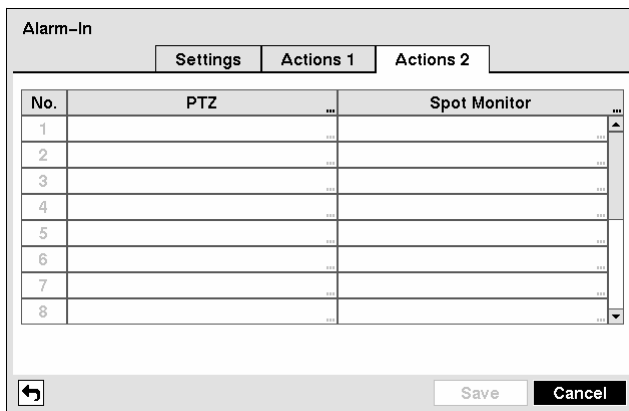 Alarm-In
Settings Actions 1 Actions 2
No. PTZ ... Spot Monitor ...
1 ... ...
2 ... ...
3 ... ...
4 ... ...
5 ... ...
6 ... ...
7 ... ...
8 ... ...
Save Cancel